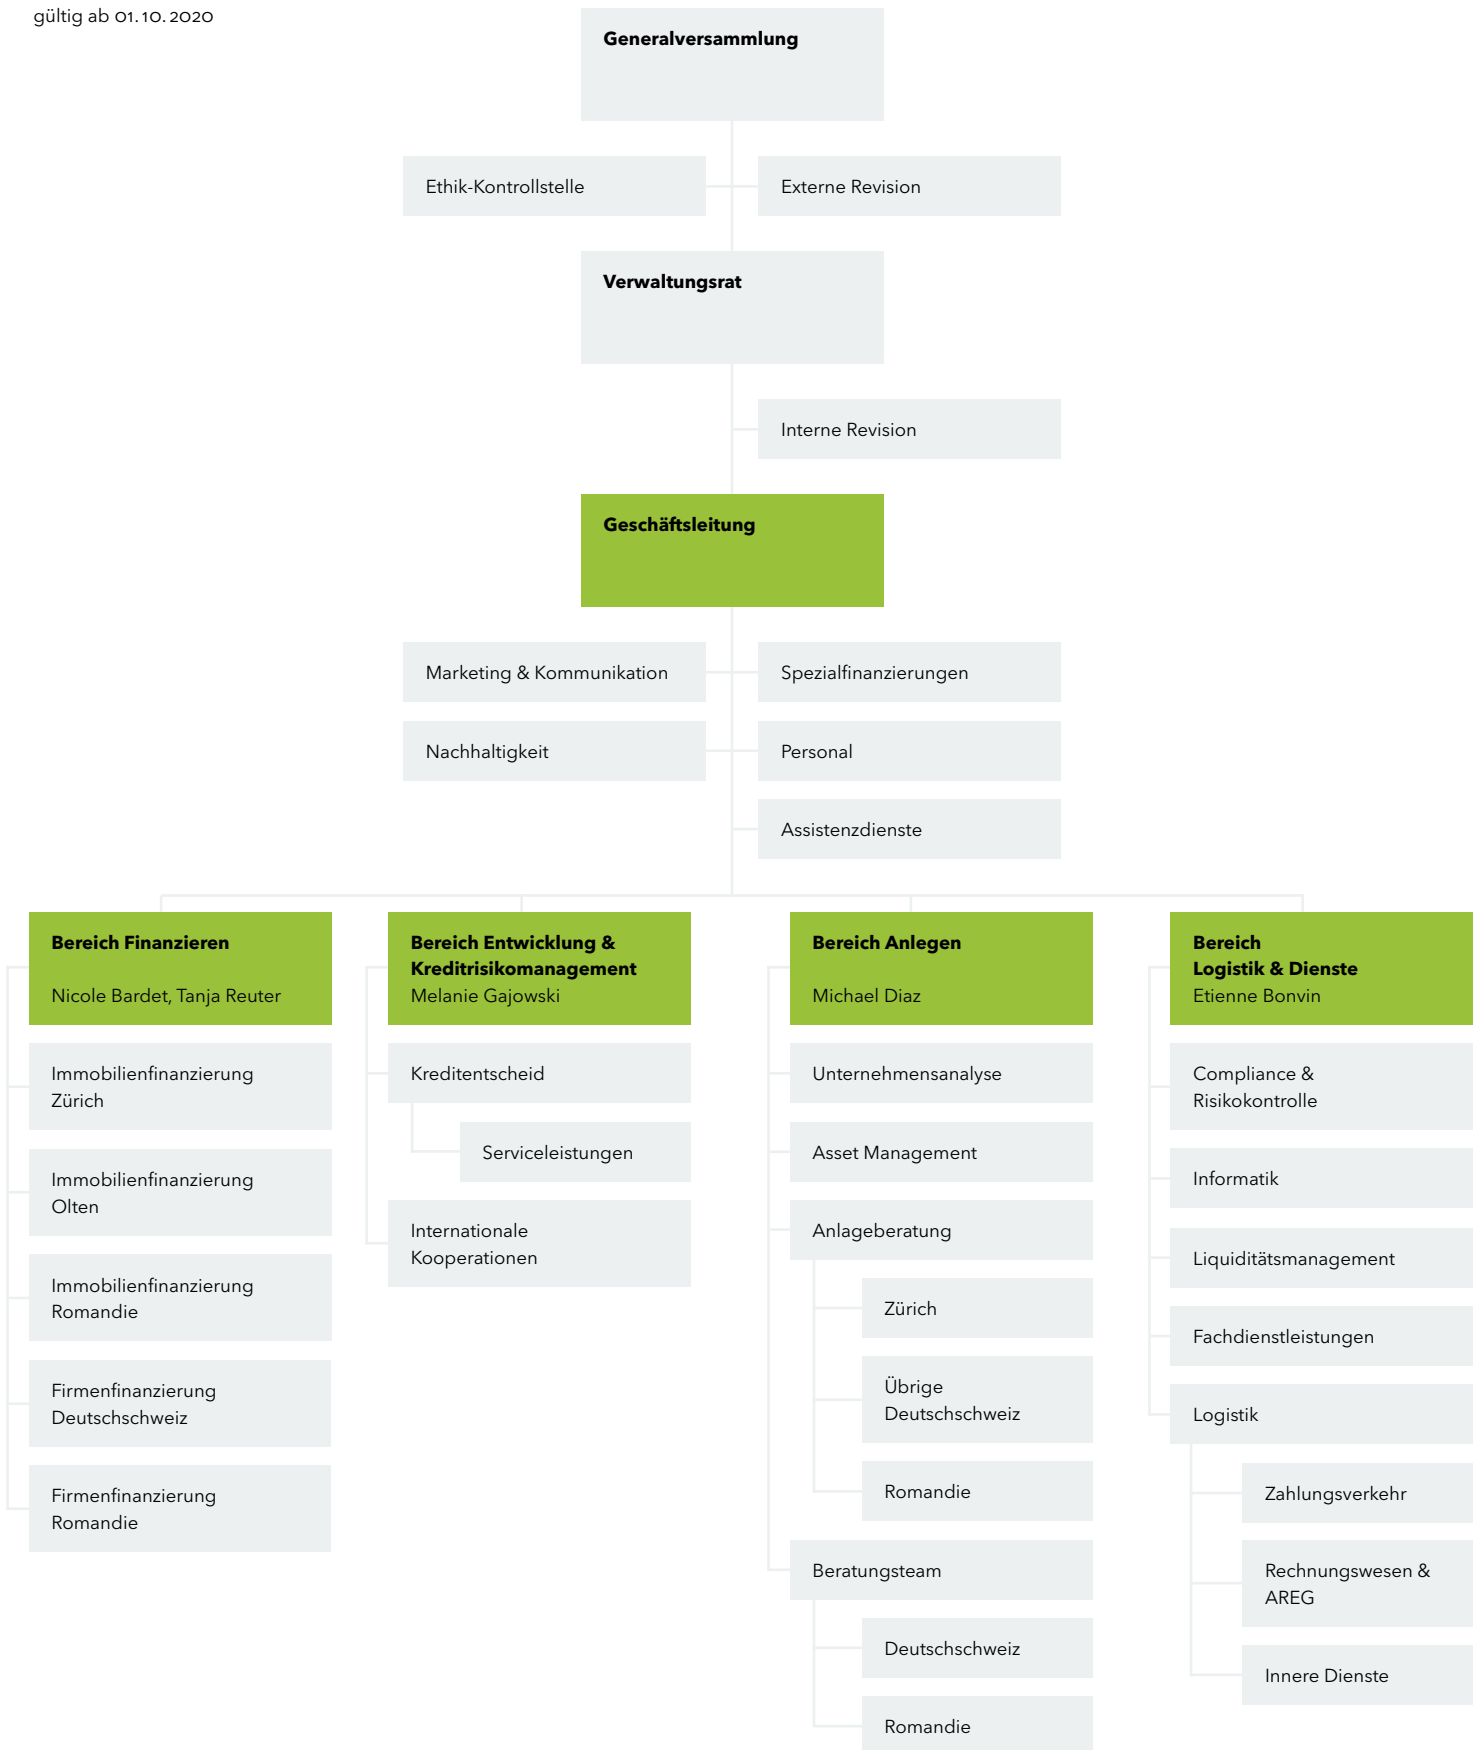 gültig ab 01.10.2020
Generalversammlung
Ethik-Kontrollstelle
Externe Revision
Verwaltungsrat
Interne Revision
Geschäftsleitung
Marketing & Kommunikation
Spezialfinanzierungen
Nachhaltigkeit
Personal
Assistenzdienste
Bereich Finanzieren
Nicole Bardet, Tanja Reuter
Immobilienfinanzierung
Zürich
Immobilienfinanzierung
Olten
Immobilienfinanzierung
Romandie
Firmenfinanzierung
Deutschschweiz
Firmenfinanzierung
Romandie
Bereich Entwicklung &
Kreditrisikomanagement
Melanie Gajowski
Kreditentscheid
Serviceleistungen
Internationale
Kooperationen
Bereich Anlegen
Michael Diaz
Unternehmensanalyse
Asset Management
Anlageberatung
Zürich
Übrige
Deutschschweiz
Romandie
Beratungsteam
Deutschschweiz
Romandie
Bereich
Logistik & Dienste
Etienne Bonvin
Compliance &
Risikokontrolle
Informatik
Liquiditätsmanagement
Fachdienstleistungen
Logistik
Zahlungsverkehr
Rechnungswesen &
AREG
Innere Dienste